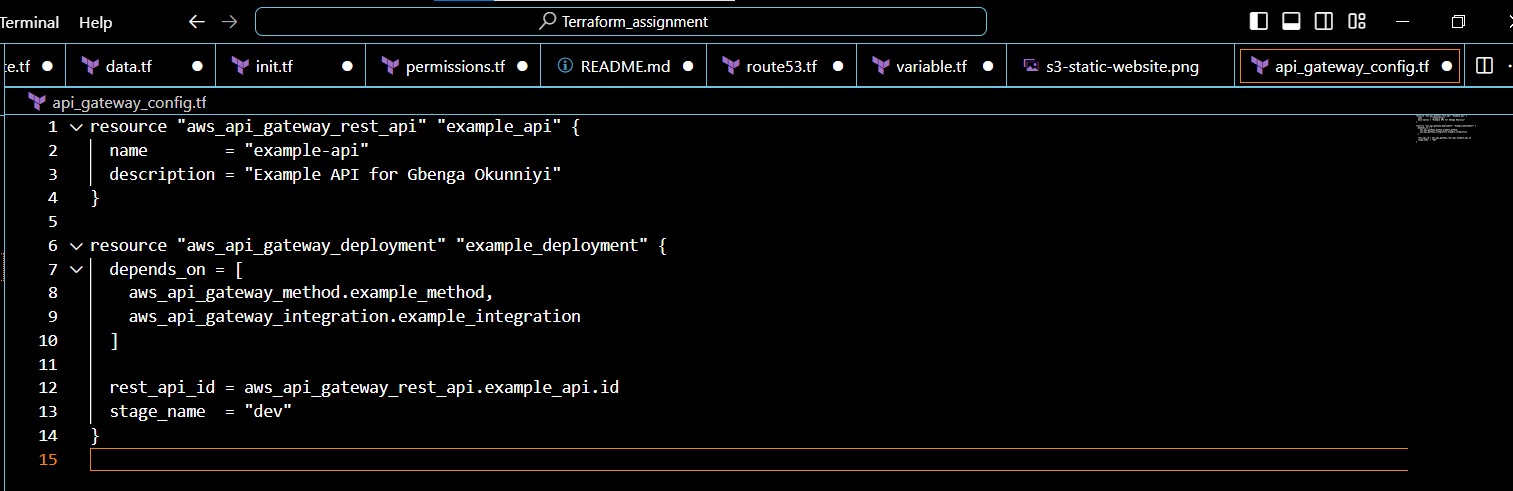 Terminal Help Terraform_assignment
te.tf data.tf init.tf permissions.tf README.md route53.tf variable.tf s3-static-website.png api_gateway_config.tf
api_gateway_config.tf
1 resource "aws_api_gateway_rest_api" "example_api" {
2 name = "example-api"
3 description = "Example API for Gbenga Okunniyi"
4 }
5
6 resource "aws_api_gateway_deployment" "example_deployment" {
7 depends_on = [
8 aws_api_gateway_method.example_method,
9 aws_api_gateway_integration.example_integration
10 ]
11
12 rest_api_id = aws_api_gateway_rest_api.example_api.id
13 stage_name = "dev"
14 }
15